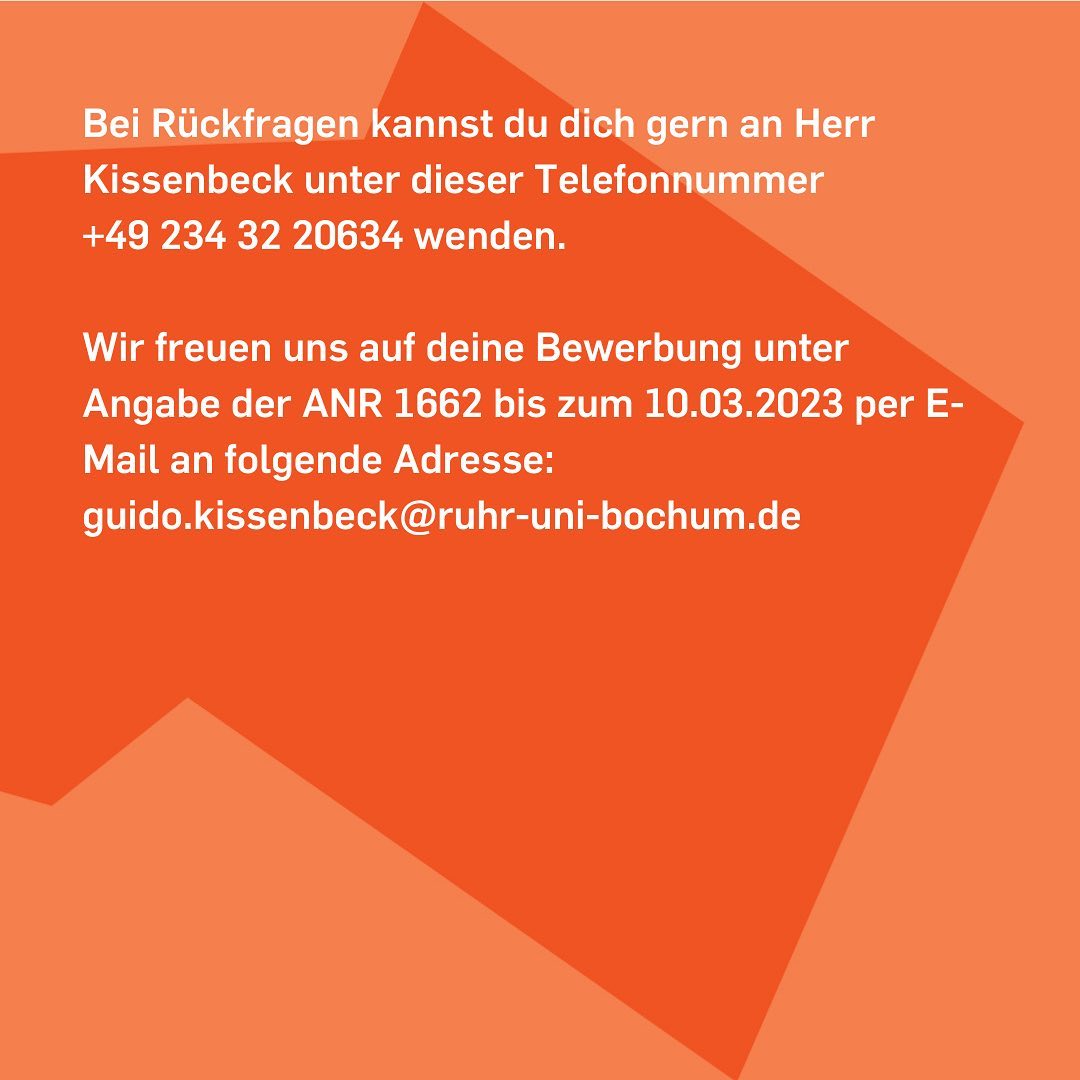 Bei Rückfragen kannst du dich gern an Herr
Kissenbeck unter dieser Telefonnummer
+49 234 32 20634 wenden.
Wir freuen uns auf deine Bewerbung unter
Angabe der ANR 1662 bis zum 10.03.2023 per E-
Mail an folgende Adresse:
guido.kissenbeck@ruhr-uni-bochum.de